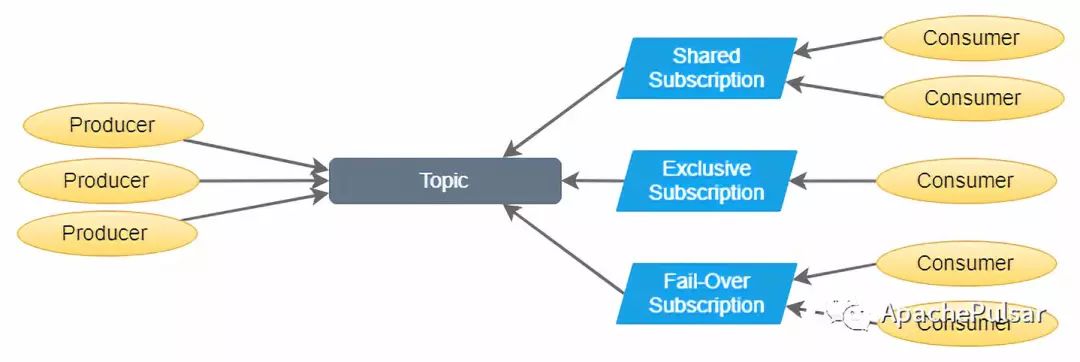 Producer
Producer
Producer
Topic
Shared
Subscription
Exclusive
Subscription
Fail-Over
Subscription
Consumer
Consumer
Consumer
Consumer
Consumer
ApachePulsar